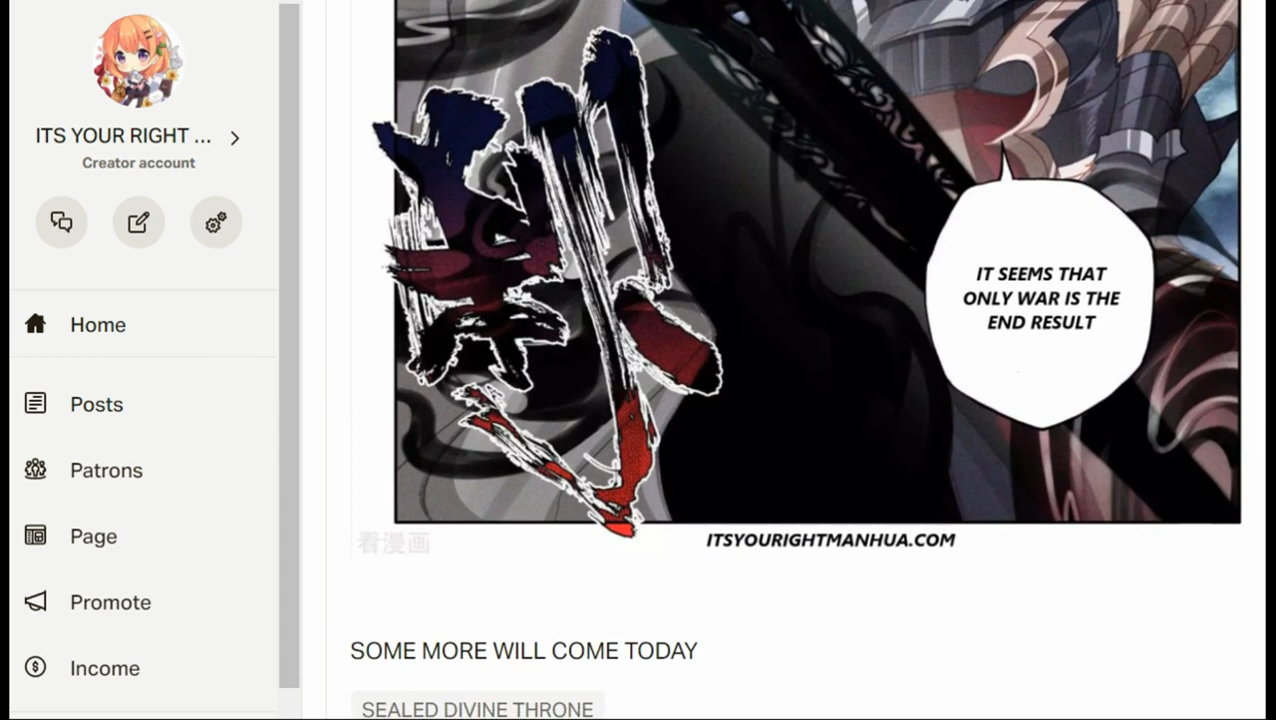 ITS YOUR RIGHT ...
Creator account
Home
Posts
Patrons
Page
Promote
Income
IT SEEMS THAT
ONLY WAR IS THE
END RESULT
看漫画
ITSYOURIGHTMANHUA.COM
SOME MORE WILL COME TODAY
SEALED DIVINE THRONE